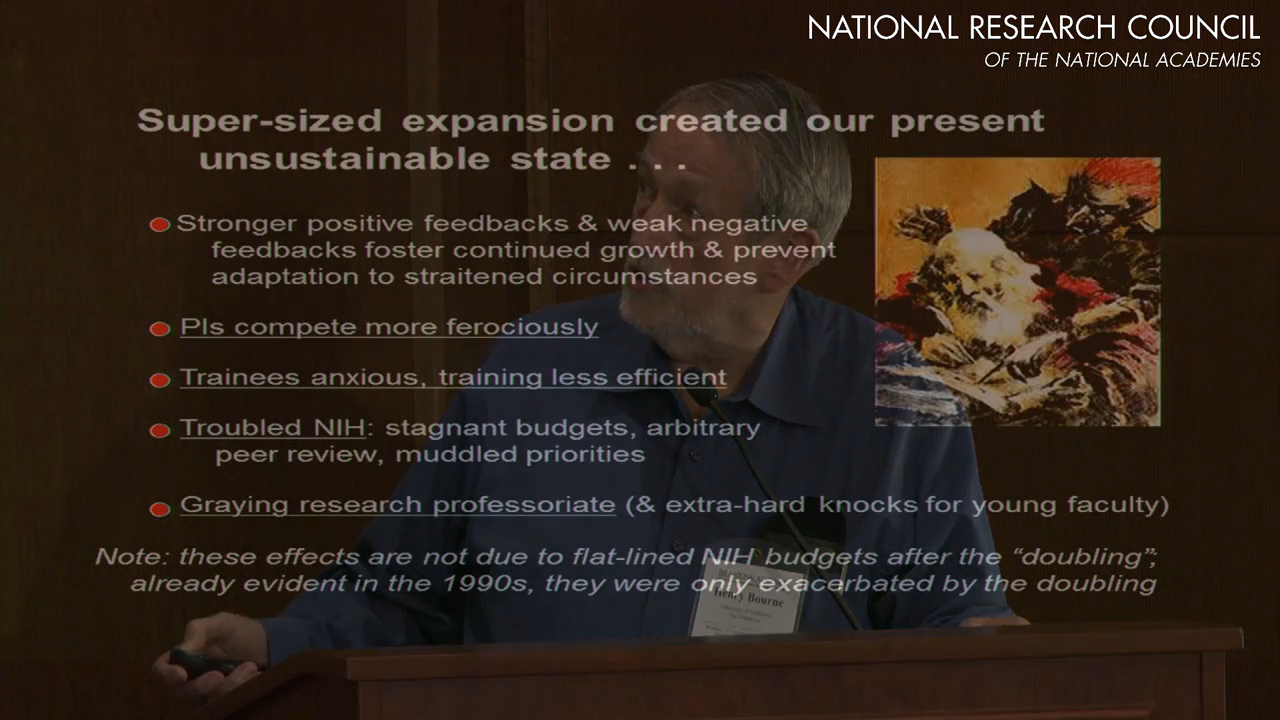 NATIONAL RESEARCH COUNCIL
OF THE NATIONAL ACADEMIES
Super-sized expansion created our present
unsustainable state . . .
Stronger positive feedbacks & weak negative
feedbacks foster continued growth & prevent
adaptation to straitened circumstances
PIs compete more ferociously
Trainees anxious, training less efficient
Troubled NIH: stagnant budgets, arbitrary
peer review, muddled priorities
Graying research professoriate (& extra-hard knocks for young faculty)
Note: these effects are not due to flat-lined NIH budgets after the “doubling”;
already evident in the 1990s, they were only exacerbated by the doubling
Henry Bourne